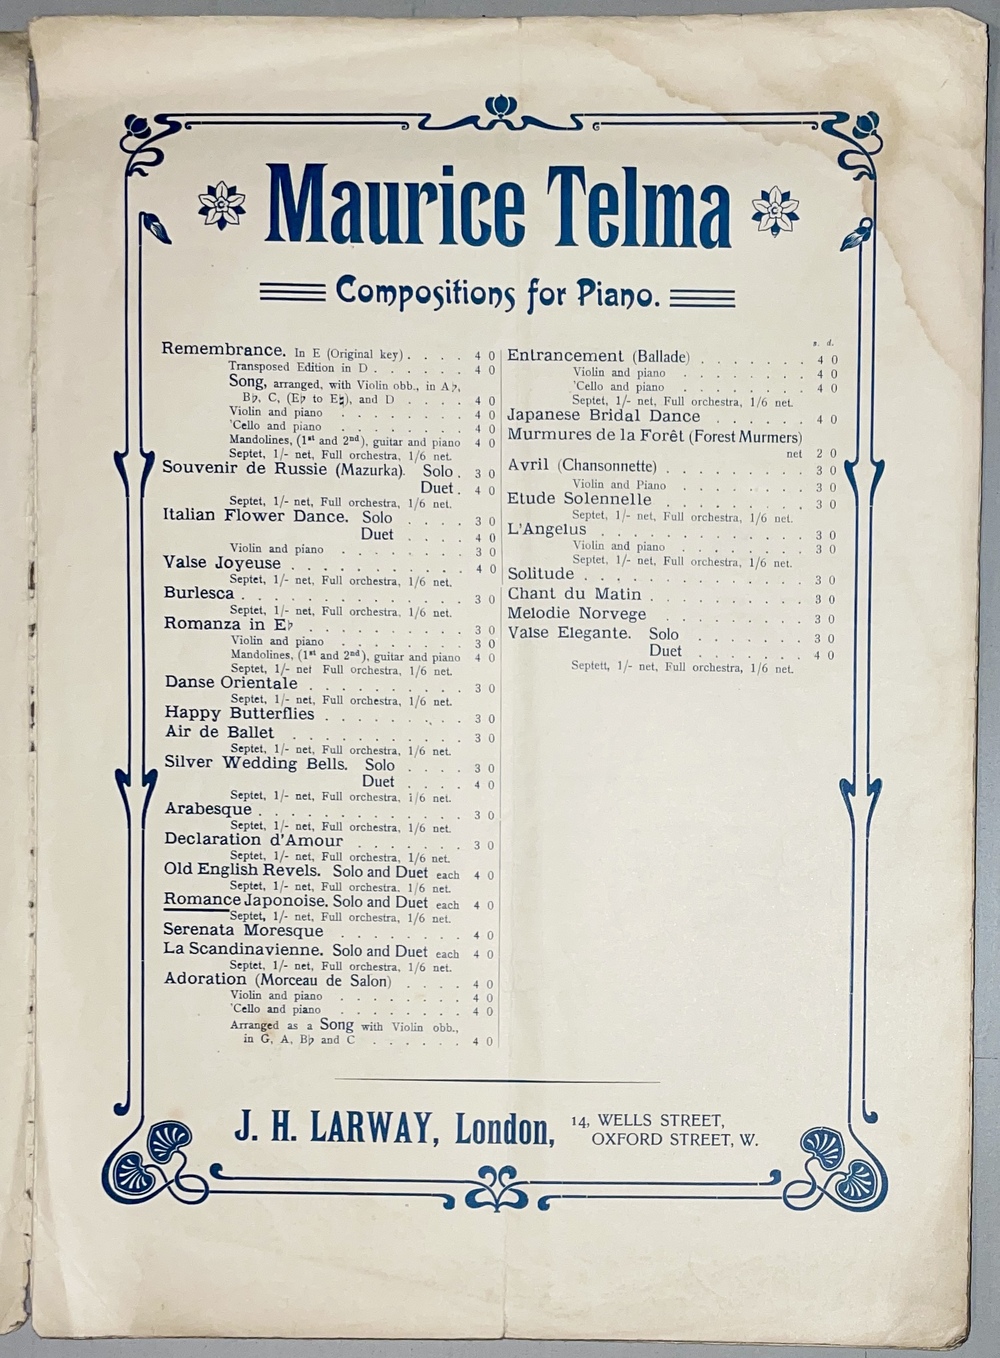 Maurice Telma
Compositions for Piano.
Remembrance. In E (Original key) . . . . 4 0
Transposed Edition in D . . . . . . 4 0
Song, arranged, with Violin obb., in A♭,
B♭, C, (E♭ to E♮), and D . . . . 4 0
Violin and piano . . . . . . . . 4 0
'Cello and piano . . . . . . . . 4 0
Mandolines, (1st and 2nd), guitar and piano 4 0
Septet, 1/- net, Full orchestra, 1/6 net.
Souvenir de Russie (Mazurka). Solo . 3 0
Duet . 4 0
Septet, 1/- net, Full orchestra, 1/6 net.
Italian Flower Dance. Solo . . . . 3 0
Duet . . . . 4 0
Violin and piano . . . . . . . . 3 0
Valse Joyeuse . . . . . . . . . . . 4 0
Septet, 1/- net, Full orchestra, 1/6 net.
Burlesca . . . . . . . . . . . . . 3 0
Septet, 1/- net, Full orchestra, 1/6 net.
Romanza in E♭ . . . . . . . . . . 3 0
Violin and piano . . . . . . . . 3 0
Mandolines, (1st and 2nd), guitar and piano 4 0
Septet, 1/- net Full orchestra, 1/6 net.
Danse Orientale . . . . . . . . . . 3 0
Septet, 1/- net, Full orchestra, 1/6 net.
Happy Butterflies . . . . . . . . . 3 0
Air de Ballet . . . . . . . . . . . 3 0
Septet, 1/- net, Full orchestra, 1/6 net.
Silver Wedding Bells. Solo . . . . 3 0
Duet . . . . 4 0
Septet, 1/- net, Full orchestra, 1/6 net.
Arabesque . . . . . . . . . . . . . 3 0
Septet, 1/- net, Full orchestra, 1/6 net.
Declaration d'Amour . . . . . . . 3 0
Septet, 1/- net, Full orchestra, 1/6 net.
Old English Revels. Solo and Duet each 4 0
Septet, 1/- net, Full orchestra. 1/6 net.
Romance Japonoise. Solo and Duet each 4 0
Septet, 1/- net, Full orchestra, 1/6 net.
Serenata Moresque . . . . . . . . 4 0
La Scandinavienne. Solo and Duet each 4 0
Septet, 1/- net, Full orchestra, 1/6 net.
Adoration (Morceau de Salon) . . . . 4 0
Violin and piano . . . . . . . . 4 0
'Cello and piano . . . . . . . . 4 0
Arranged as a Song with Violin obb.,
in G, A, B♭ and C . . . . . . 4 0
s. d.
Entrancement (Ballade) . . . . . . . 4 0
Violin and piano . . . . . . . . 4 0
'Cello and piano . . . . . . . . 4 0
Septet, 1/- net, Full orchestra, 1/6 net.
Japanese Bridal Dance . . . . . . . 4 0
Murmures de la Forêt (Forest Murmers)
net 2 0
Avril (Chansonnette) . . . . . . . . 3 0
Violin and Piano . . . . . . . . 3 0
Etude Solennelle . . . . . . . . . 3 0
Septet, 1/- net, Full orchestra, 1/6 net.
L'Angelus . . . . . . . . . . . . . 3 0
Violin and piano . . . . . . . . 3 0
Septet, 1/- net, Full orchestra, 1/6 net.
Solitude . . . . . . . . . . . . . . 3 0
Chant du Matin . . . . . . . . . . 3 0
Melodie Norvege . . . . . . . . . 3 0
Valse Elegante. Solo . . . . . . . 3 0
Duet . . . . . . . 4 0
Septett, 1/- net, Full orchestra, 1/6 net.
J. H. LARWAY, London, 14, WELLS STREET,
OXFORD STREET, W.